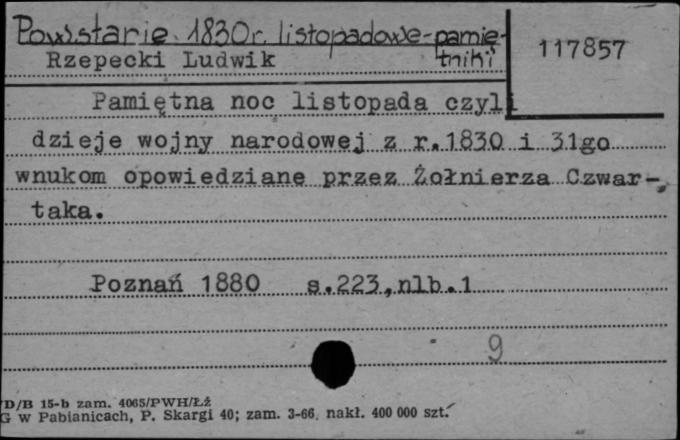 Powstanie 1830r. listopadowe-pamię-
tniki
117857
Rzepecki Ludwik
Pamiętna noc listopada czyli
dzieje wojny narodowej z r.1830 i 31go
wnukom opowiedziane przez Żołnierza Czwar-
taka.
Poznań 1880 s.223,nlb.1
9
D/B 15-b zam. 4065/PWH/Łź
G w Pabianicach, P. Skargi 40; zam. 3-66, nakł. 400 000 szt.